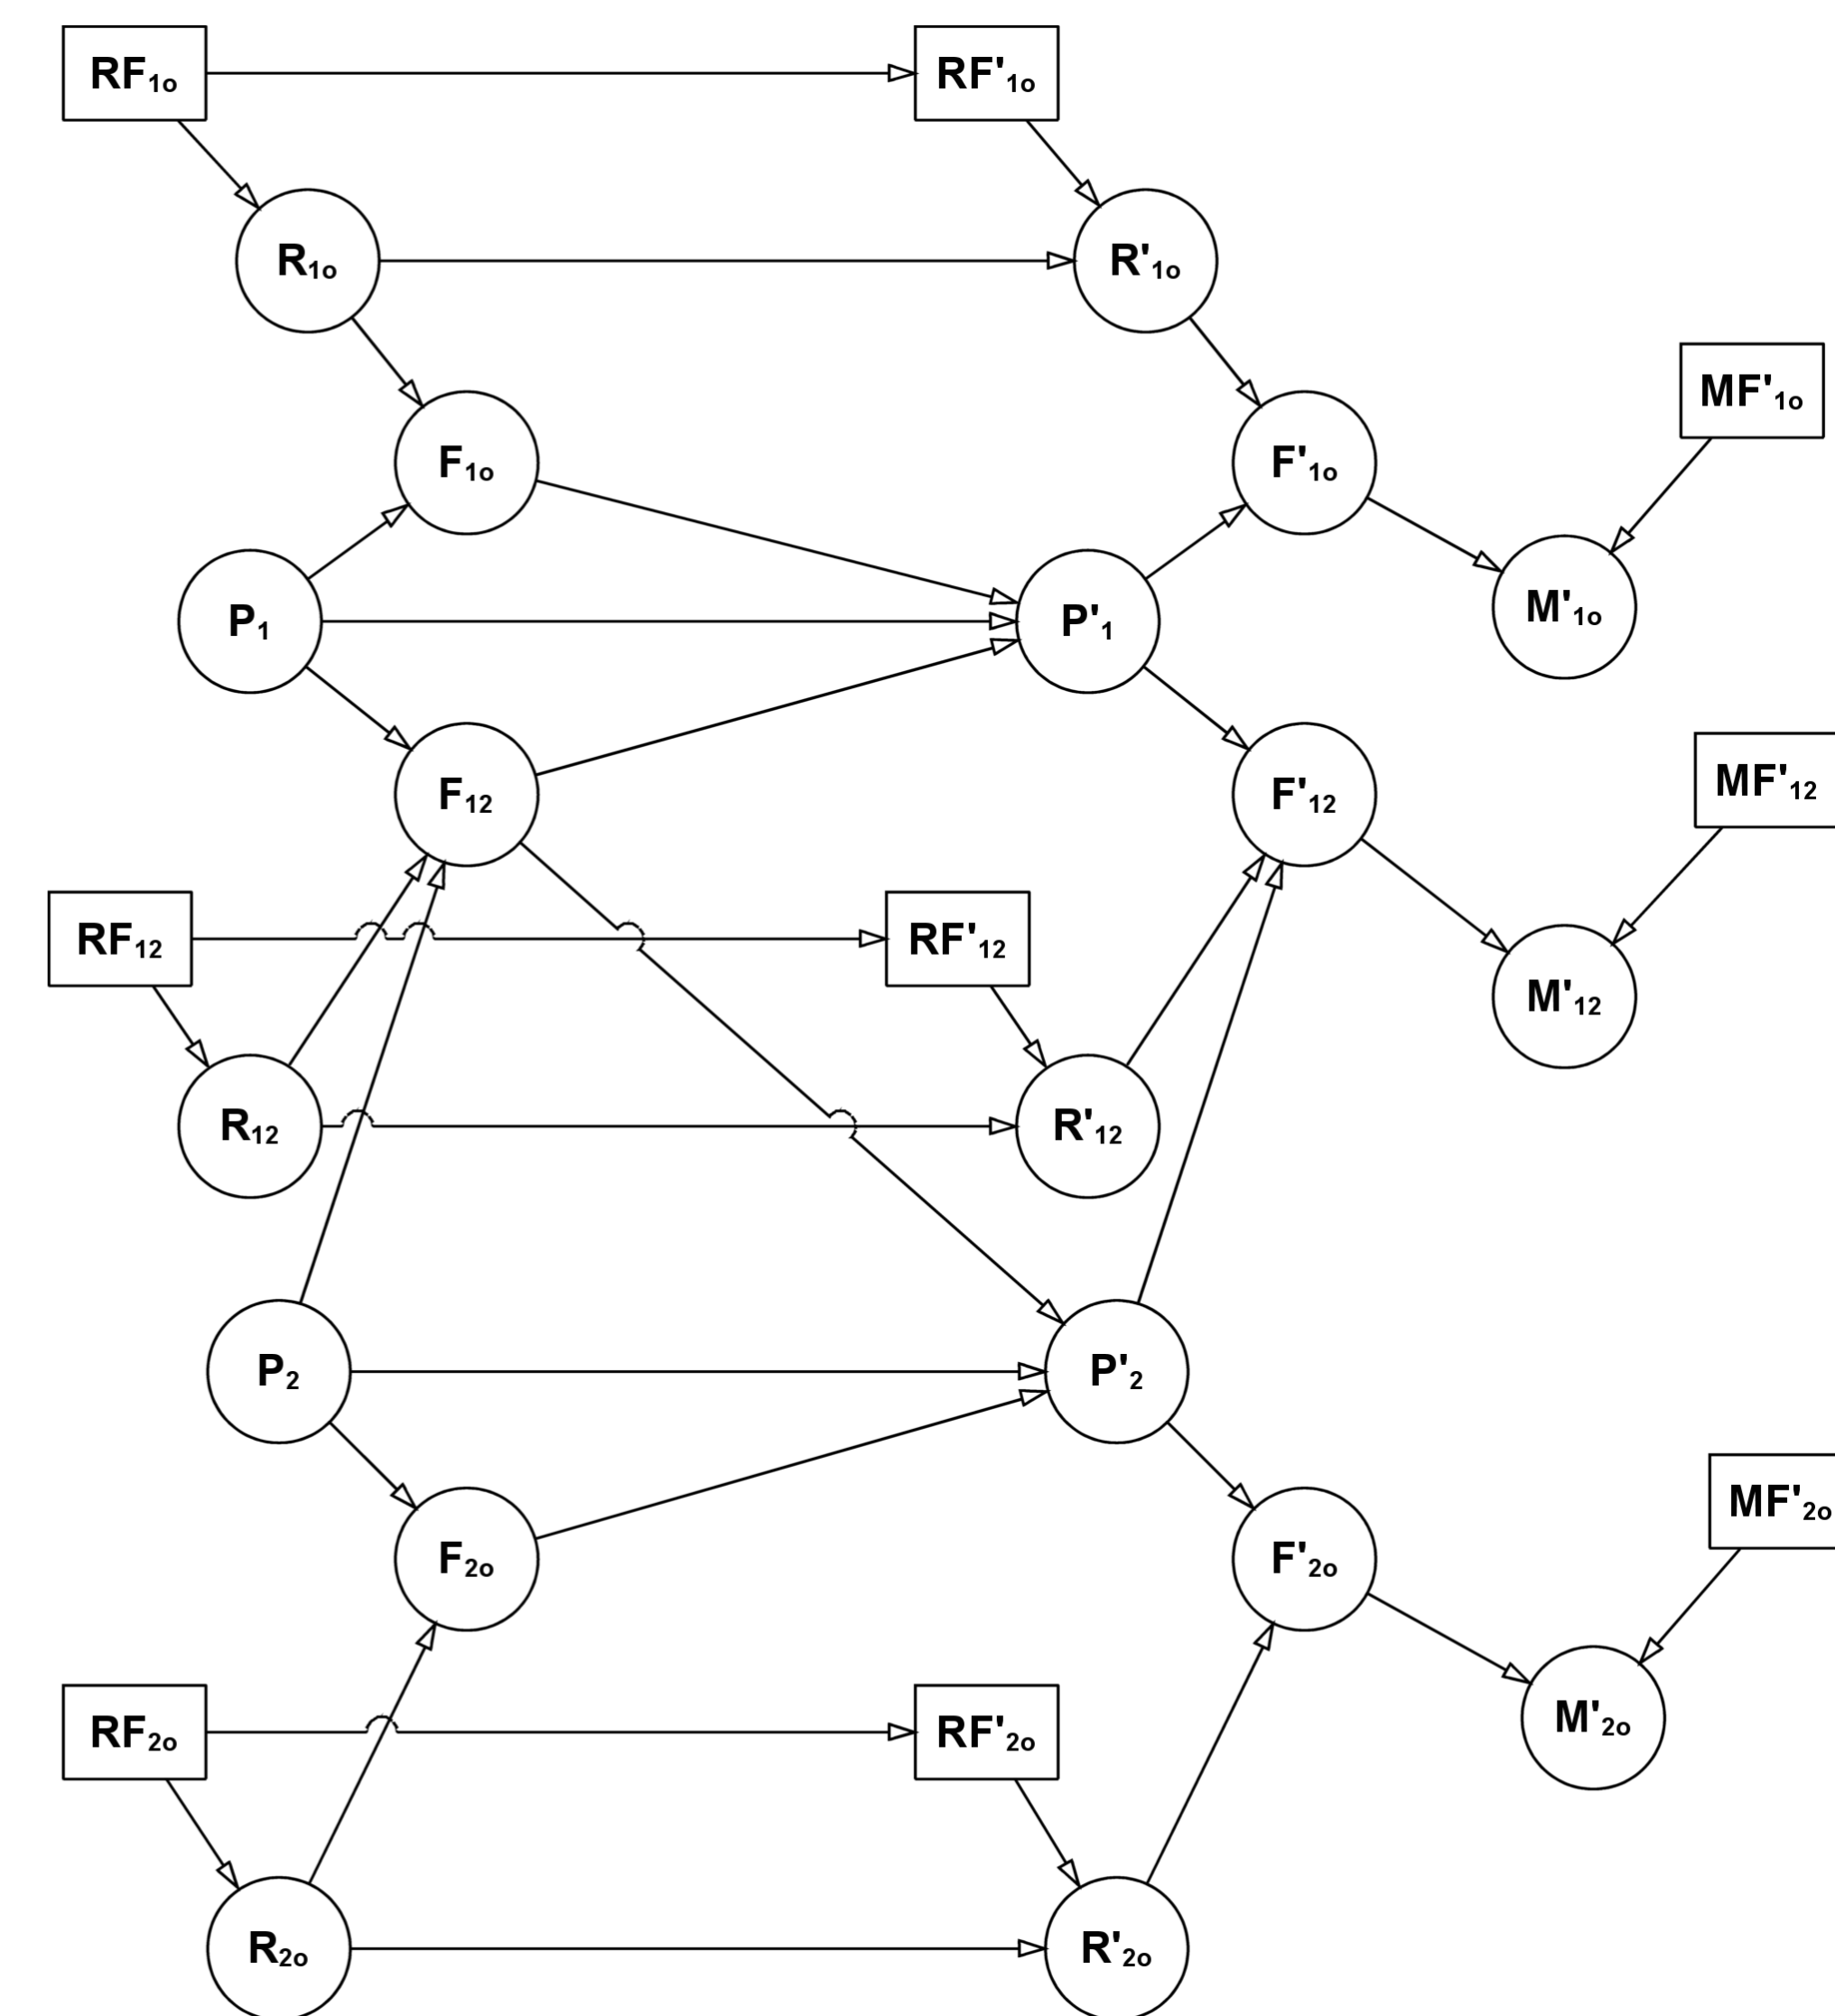 RF₁ₒ
RF'₁ₒ
R₁ₒ
R'₁ₒ
MF'₁ₒ
F₁ₒ
F'₁ₒ
P₁
P'₁
M'₁ₒ
F₁₂
F'₁₂
MF'₁₂
RF₁₂
RF'₁₂
M'₁₂
R₁₂
R'₁₂
P₂
P'₂
MF'₂ₒ
F₂ₒ
F'₂ₒ
RF₂ₒ
RF'₂ₒ
M'₂ₒ
R₂ₒ
R'₂ₒ